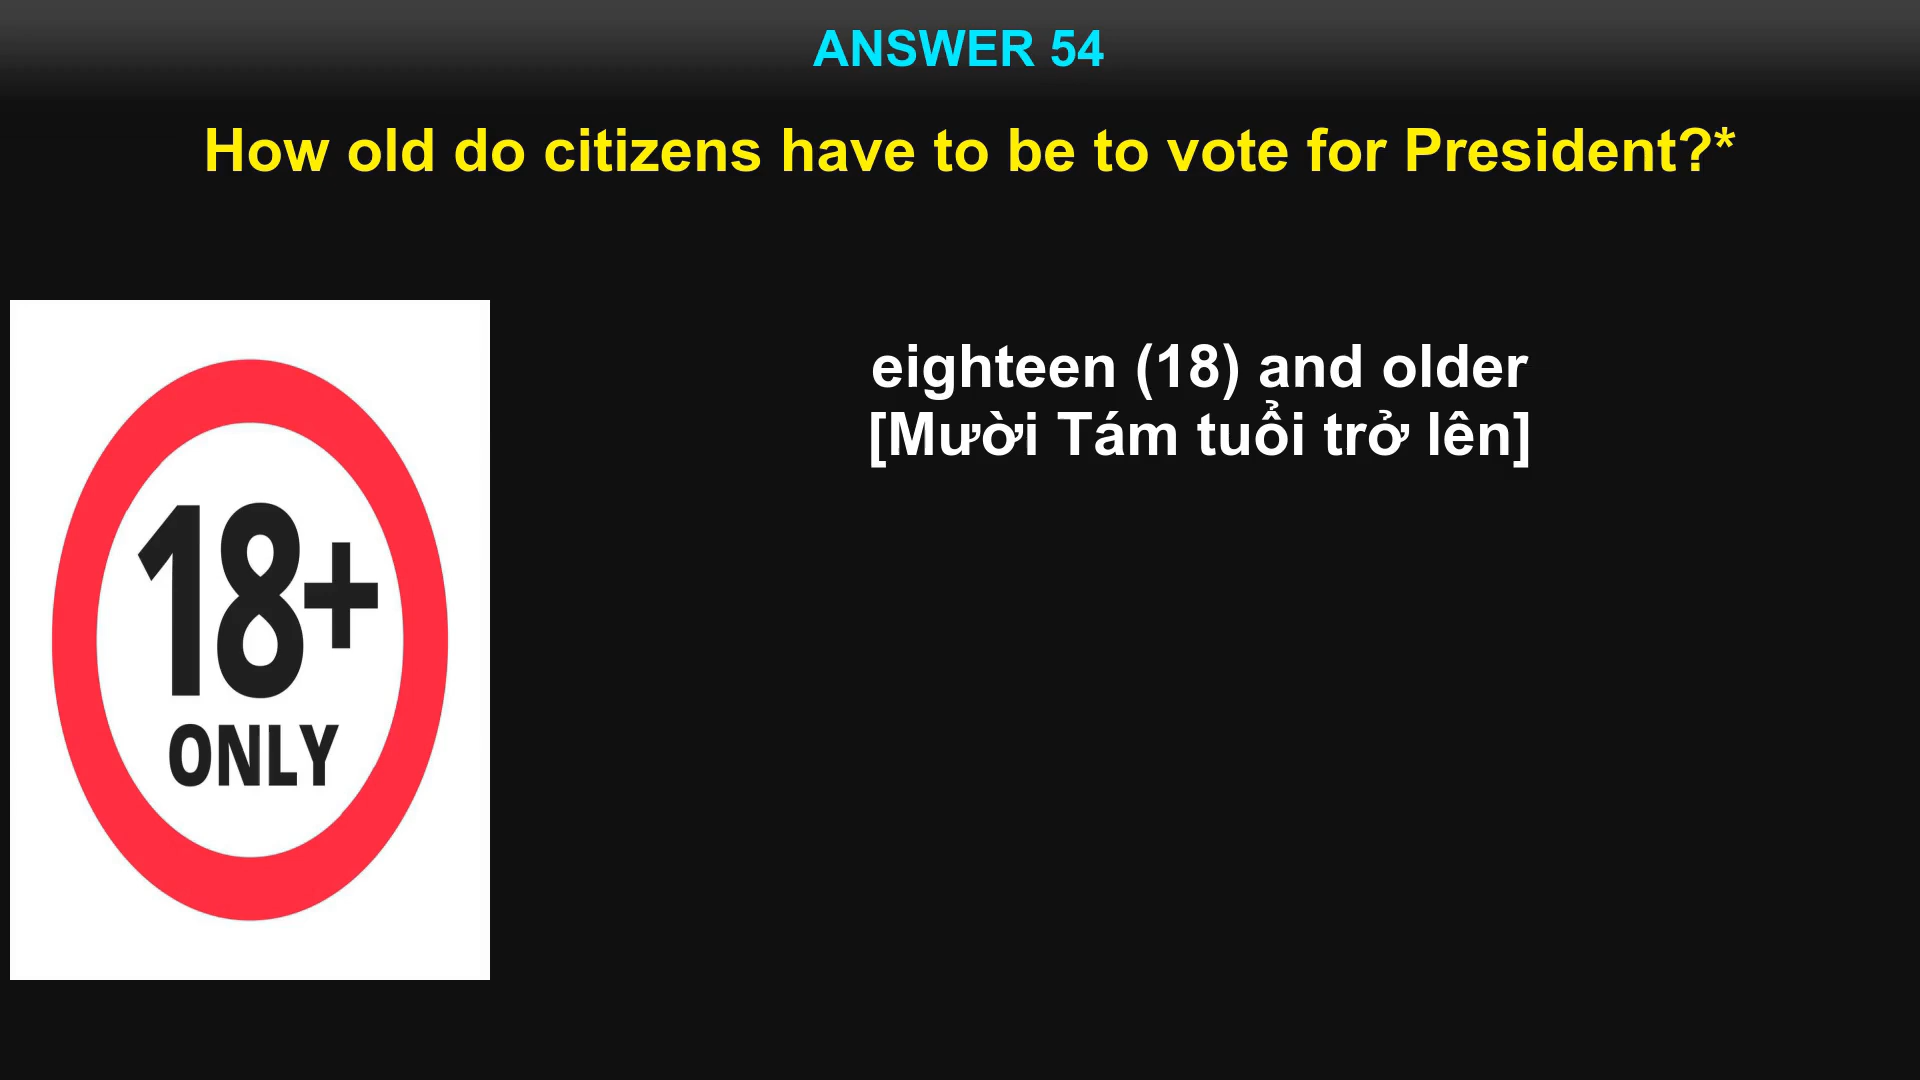 ANSWER 54
How old do citizens have to be to vote for President?*
eighteen (18) and older
[Mười Tám tuổi trở lên]
18+
ONLY